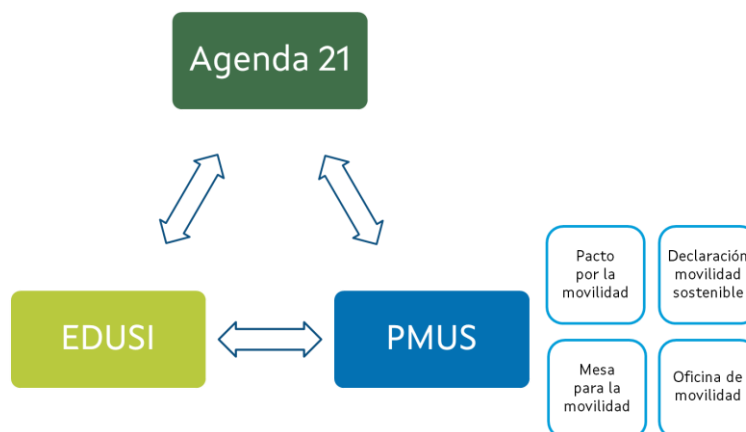 Agenda 21
EDUSI
PMUS
Pacto
por la
movilidad
Declaración
movilidad
sostenible
Mesa
para la
movilidad
Oficina de
movilidad